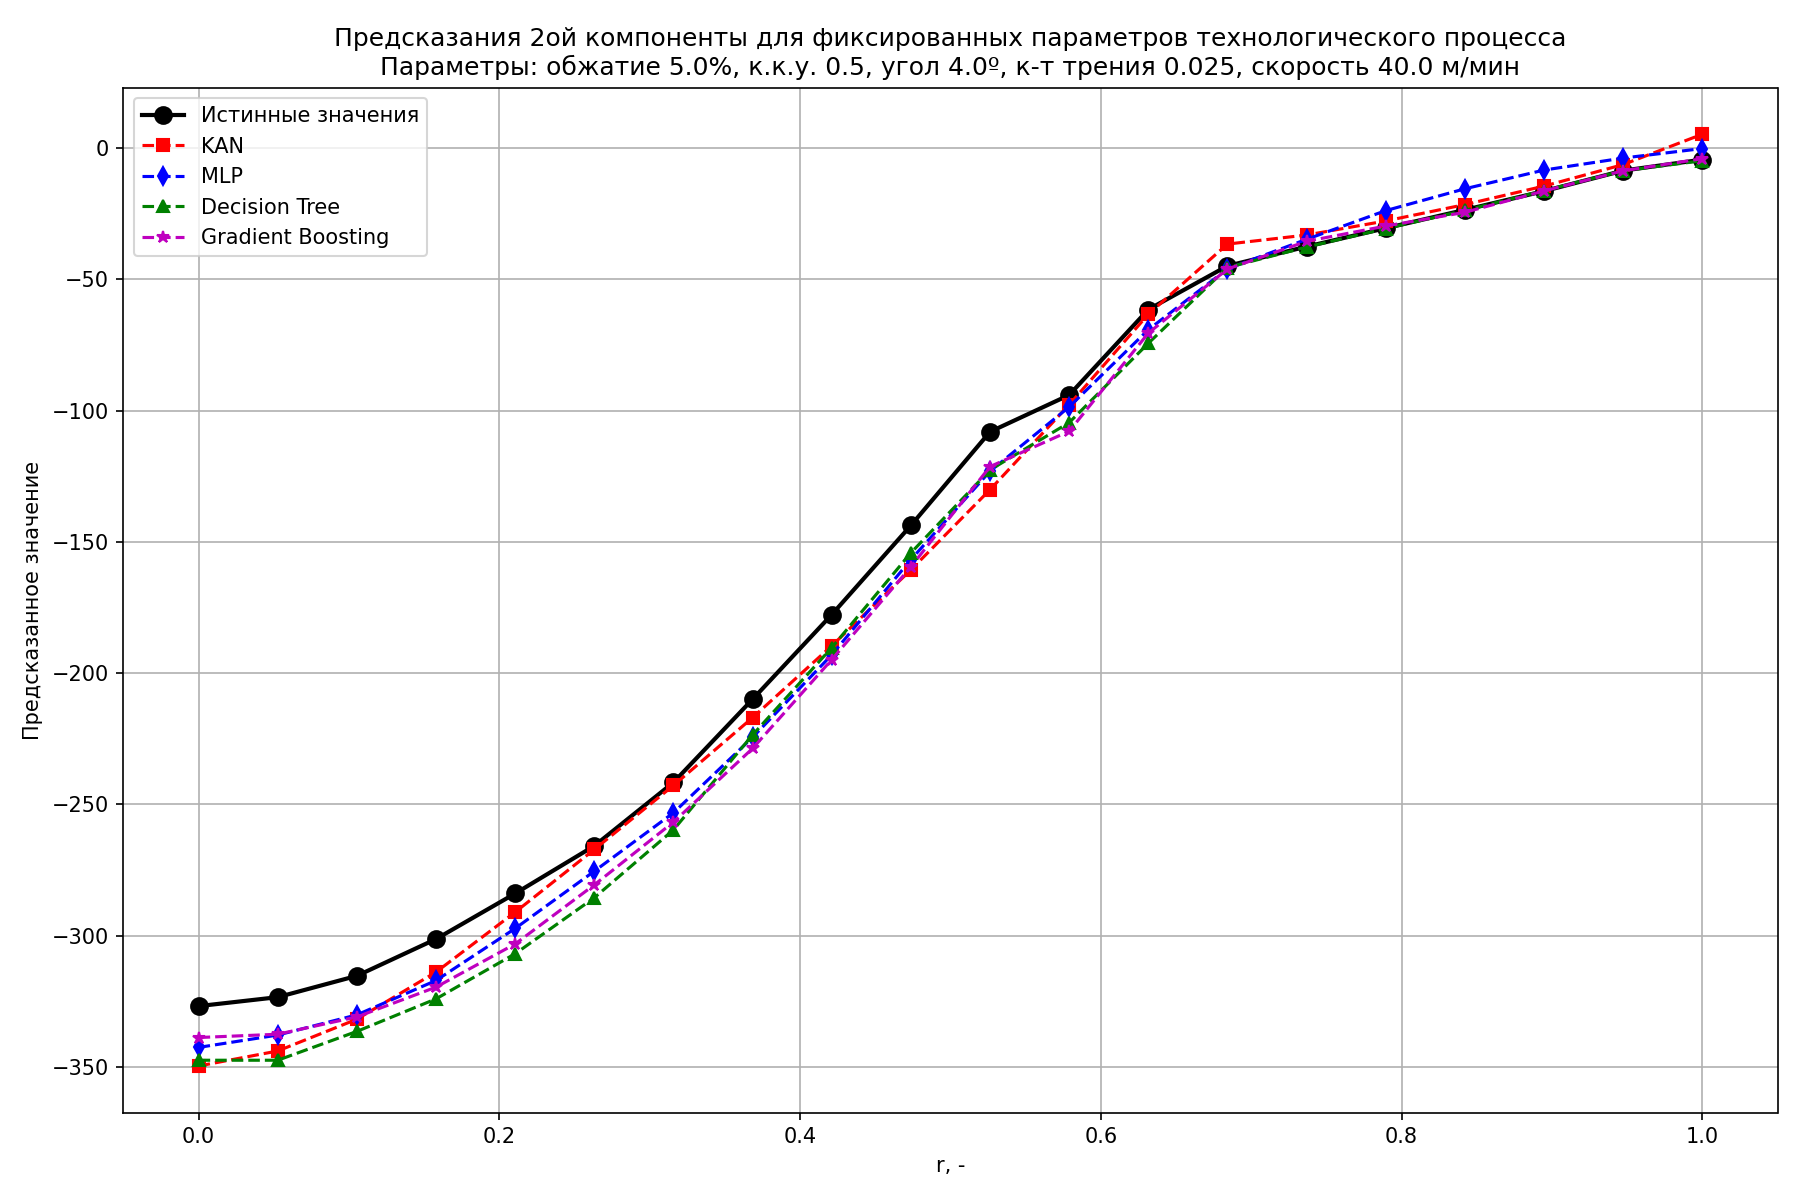 Предсказания 2ой компоненты для фиксированных параметров технологического процесса
Параметры: обжатие 5.0%, к.к.у. 0.5, угол 4.0º, к-т трения 0.025, скорость 40.0 м/мин
Истинные значения
KAN
MLP
Decision Tree
Gradient Boosting
Предсказанное значение
0
−50
−100
−150
−200
−250
−300
−350
0.0 0.2 0.4 0.6 0.8 1.0
r, -